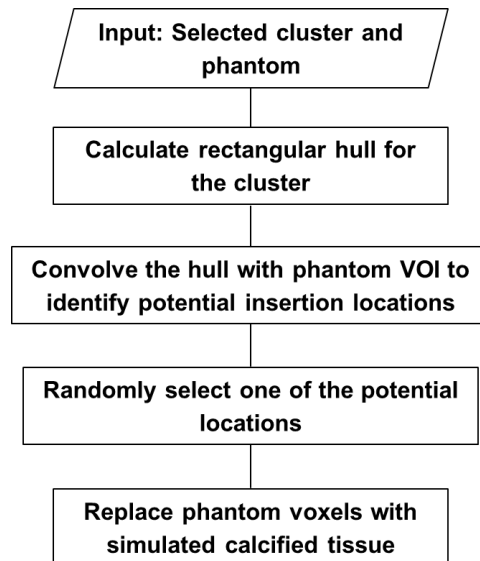 Input: Selected cluster and
phantom
Calculate rectangular hull for
the cluster
Convolve the hull with phantom VOI to
identify potential insertion locations
Randomly select one of the potential
locations
Replace phantom voxels with
simulated calcified tissue